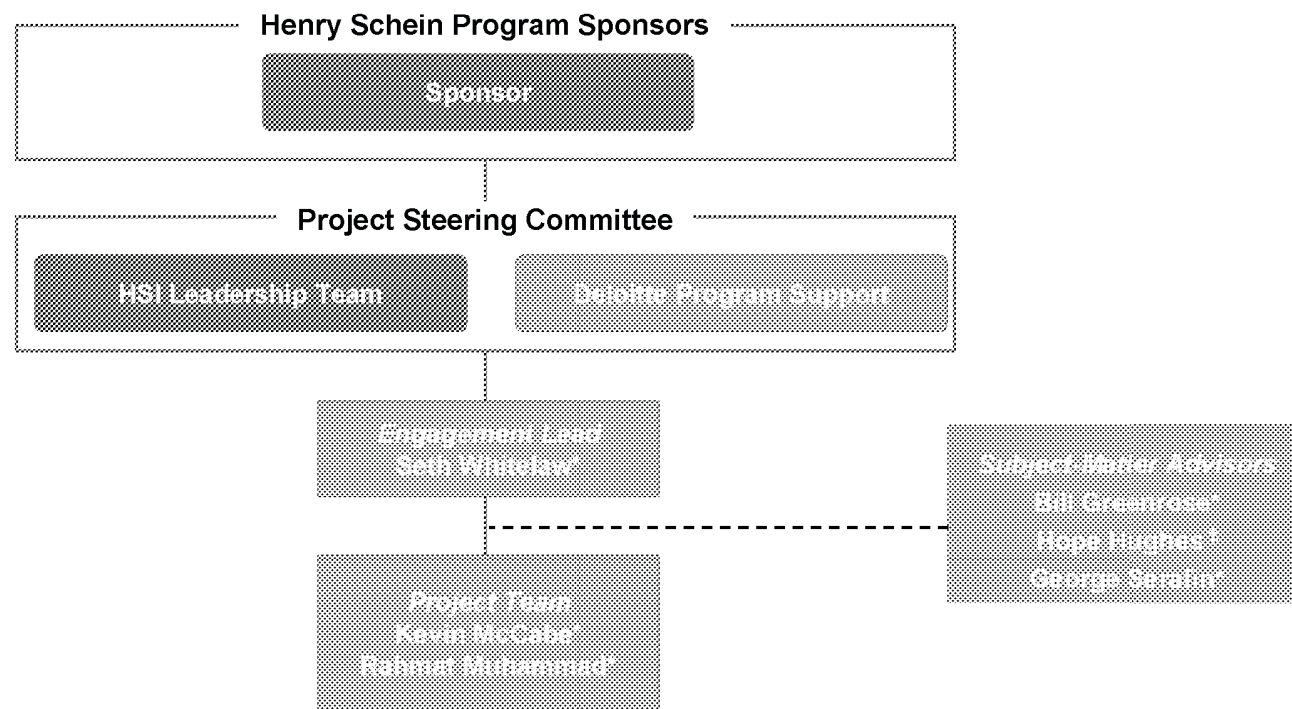 Henry Schein Program Sponsors
Sponsor
Project Steering Committee
HSI Leadership Team
Deloitte Program Support
Engagement Lead
Seth Whitelaw
Subject-Matter Advisors
Bill Greenrose
Hope Hughes
George Serafin
Project Team
Kevin McCabe
Rahmat Muhammad